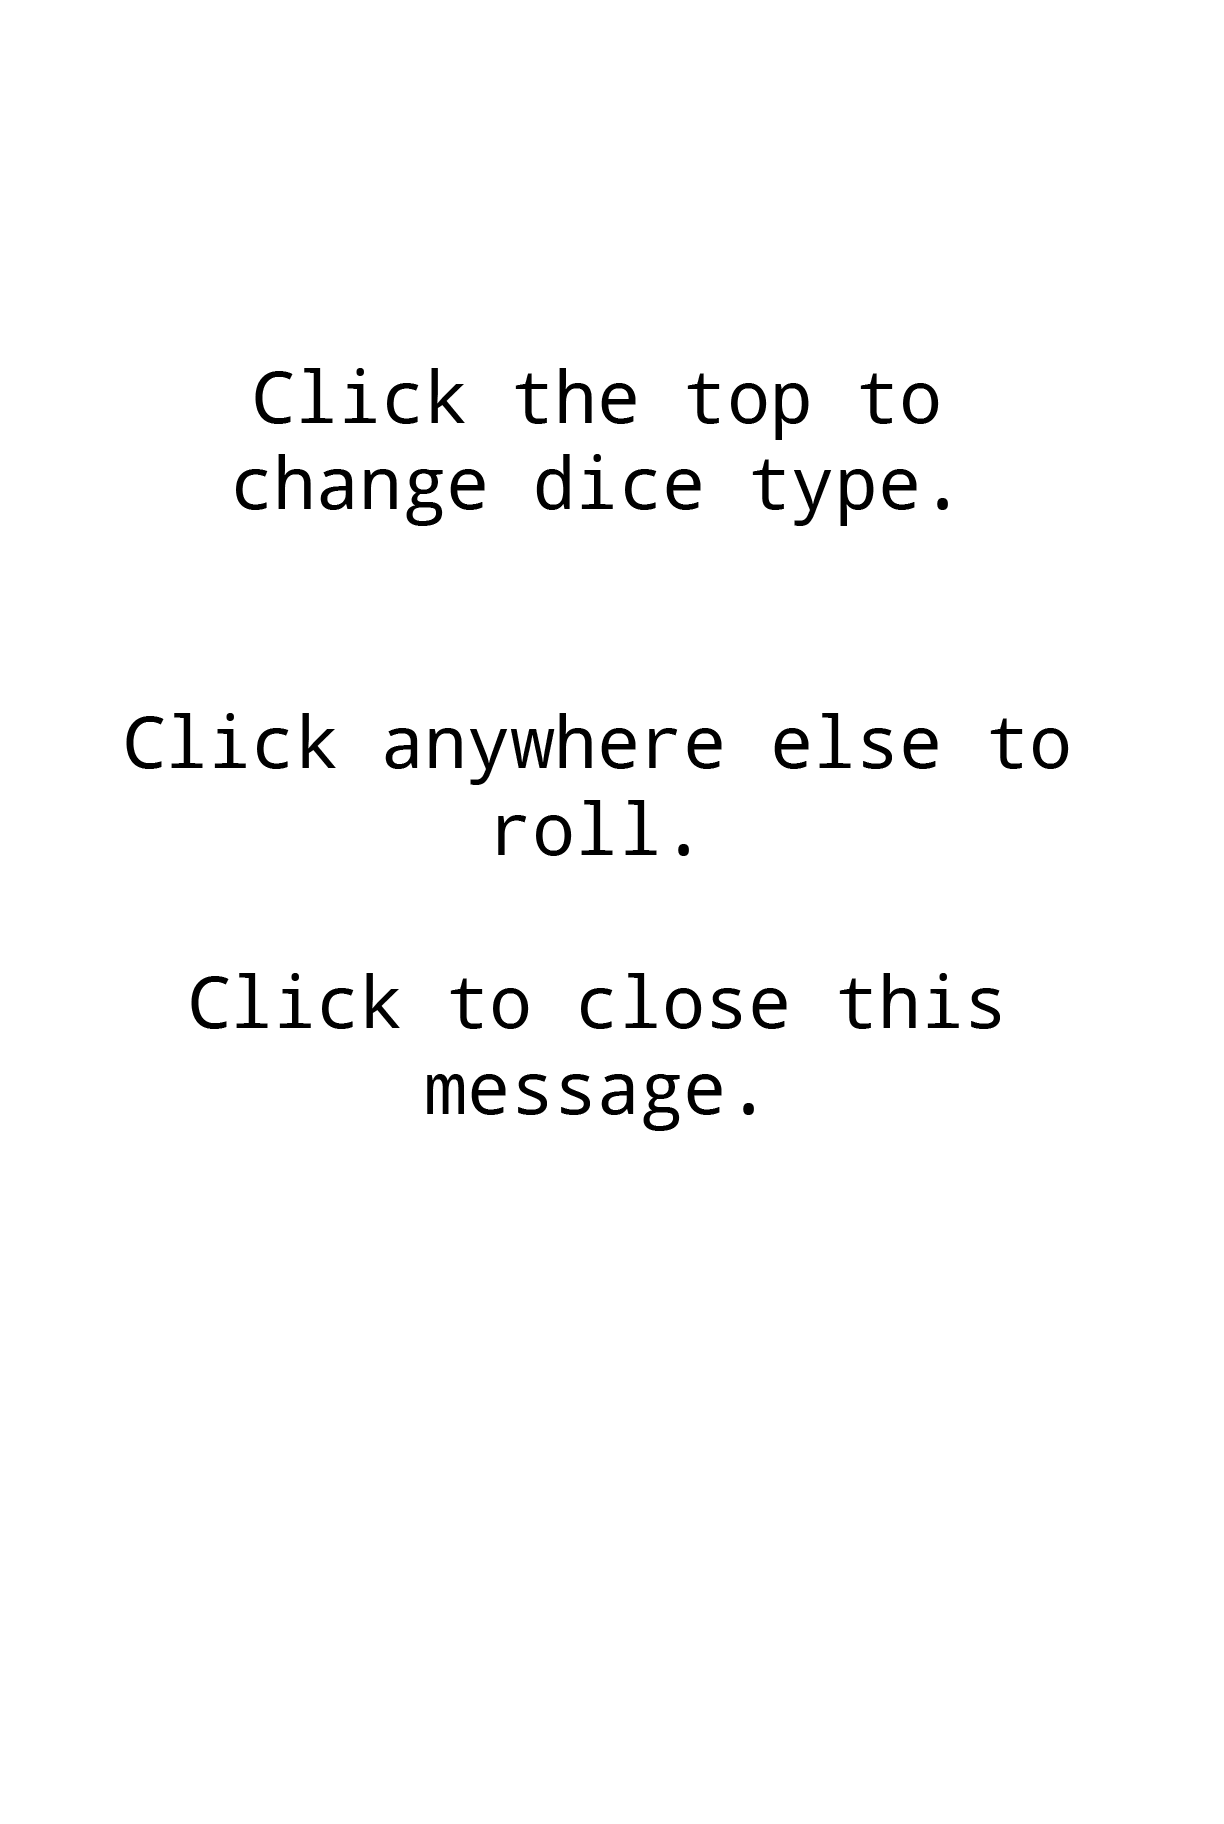 Click the top to
change dice type.
Click anywhere else to
roll.
Click to close this
message.